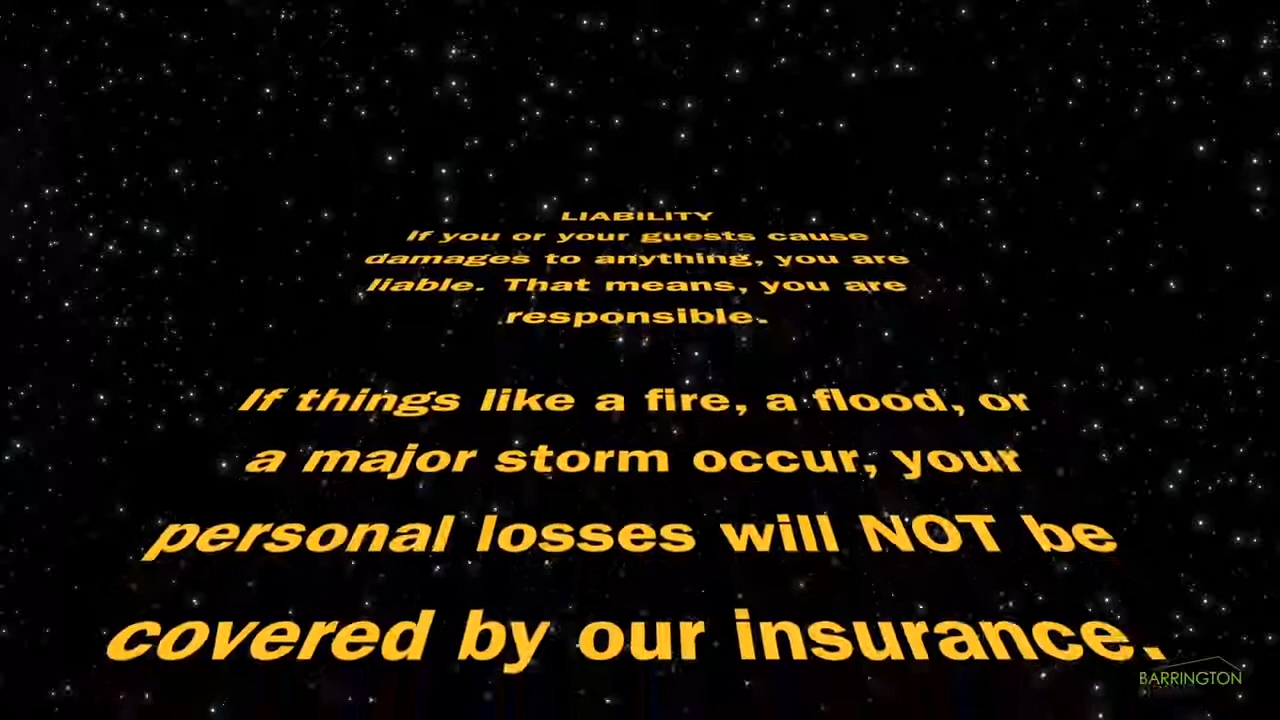 LIABILITY
If you or your guests cause
damages to anything, you are
liable. That means, you are
responsible.
If things like a fire, a flood, or
a major storm occur, your
personal losses will NOT be
covered by our insurance.
BARRINGTON